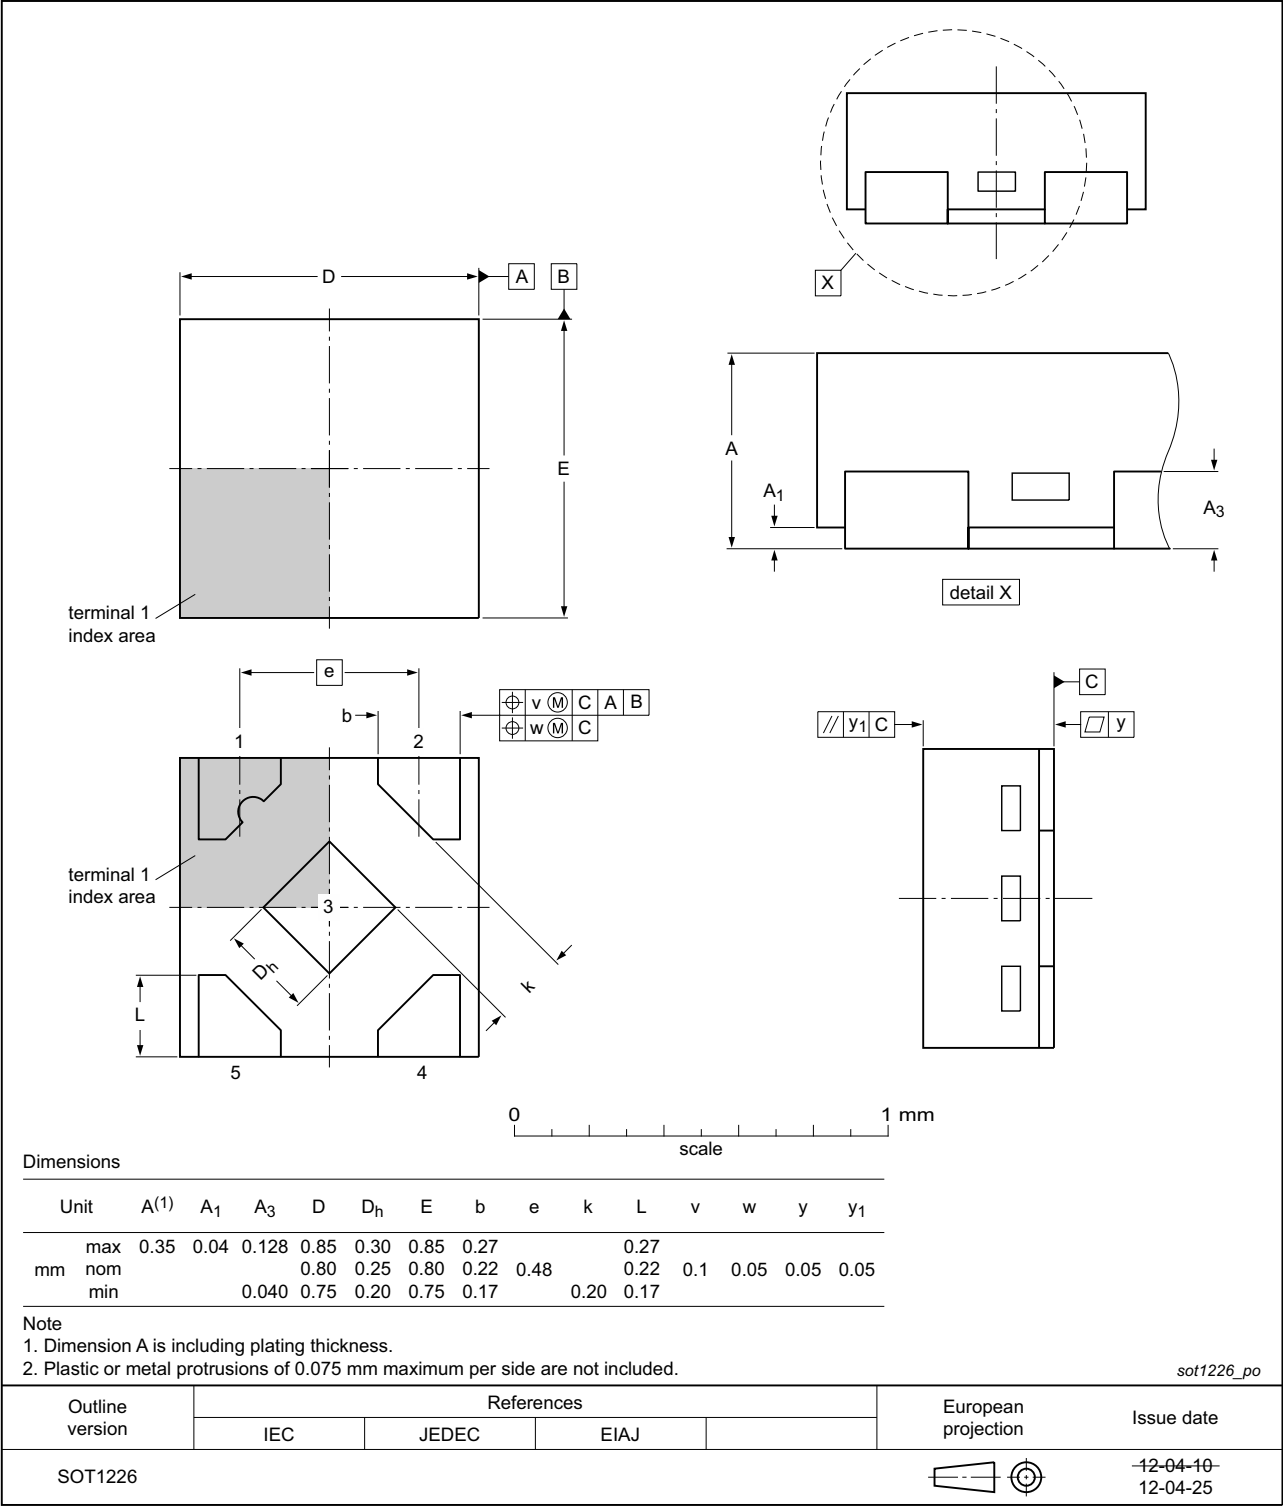 X
D
A
B
E
terminal 1
index area
A
A1
A3
detail X
e
b
v M C A B
w M C
1
2
C
// y1 C
y
terminal 1
index area
3
Dh
k
L
5
4
0 1 mm
scale
Dimensions
Unit A(1) A1 A3 D Dh E b e k L v w y y1
max 0.35 0.04 0.128 0.85 0.30 0.85 0.27 0.27
mm nom 0.80 0.25 0.80 0.22 0.48 0.22 0.1 0.05 0.05 0.05
min 0.040 0.75 0.20 0.75 0.17 0.20 0.17
Note
1. Dimension A is including plating thickness.
2. Plastic or metal protrusions of 0.075 mm maximum per side are not included.
sot1226_po
Outline
version
References
IEC JEDEC EIAJ
European
projection
Issue date
SOT1226
12-04-10
12-04-25